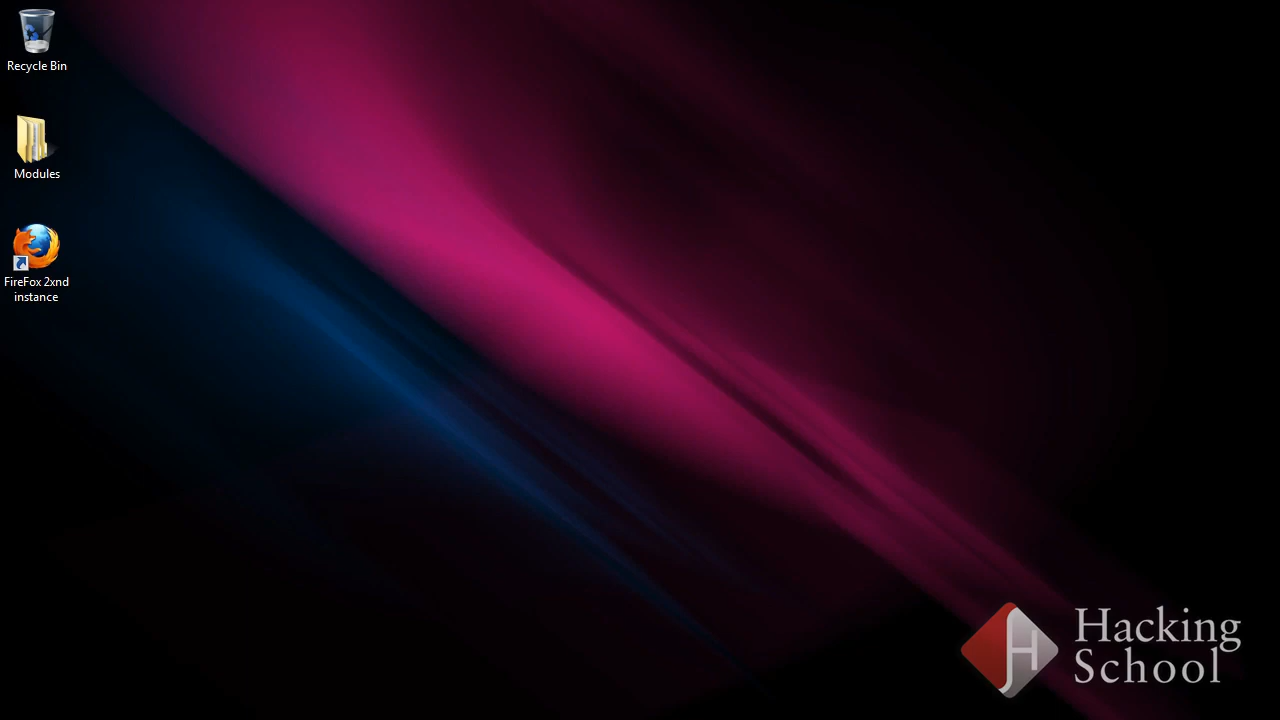 Recycle Bin
Modules
FireFox 2xnd
instance
Hacking
School